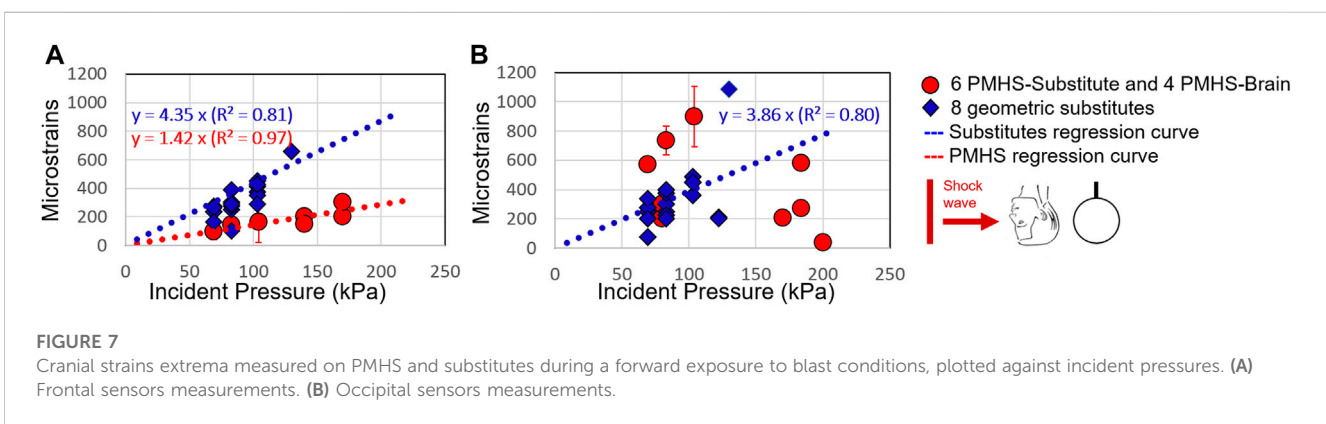 A
1200
1000
800
600
400
200
0
Microstrains
y = 4.35 x (R² = 0.81)
y = 1.42 x (R² = 0.97)
0 50 100 150 200 250
Incident Pressure (kPa)
B
1200
1000
800
600
400
200
0
Microstrains
y = 3.86 x (R² = 0.80)
0 50 100 150 200 250
Incident Pressure (kPa)
6 PMHS-Substitute and 4 PMHS-Brain
8 geometric substitutes
Substitutes regression curve
PMHS regression curve
Shock
wave
FIGURE 7
Cranial strains extrema measured on PMHS and substitutes during a forward exposure to blast conditions, plotted against incident pressures. (A)
Frontal sensors measurements. (B) Occipital sensors measurements.